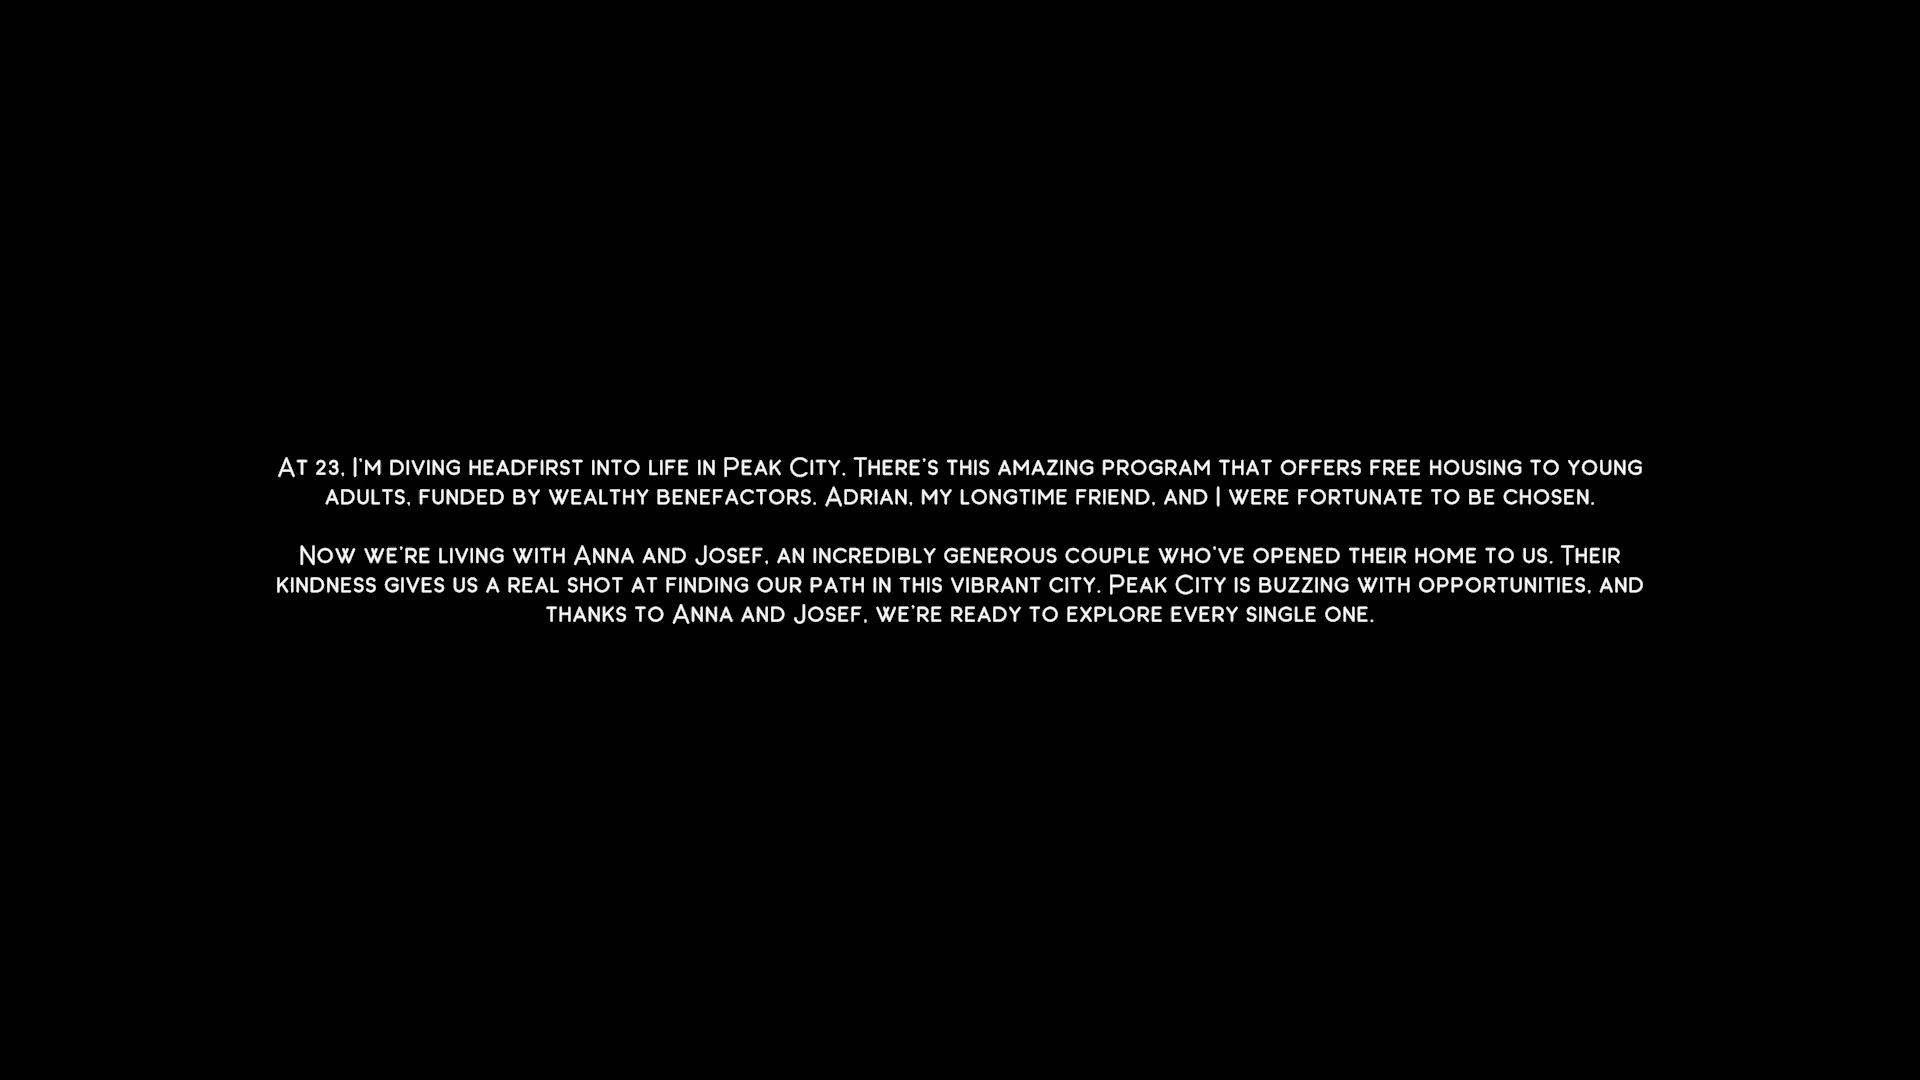 At 23, I'm diving headfirst into life in Peak City. There's this amazing program that offers free housing to young
adults, funded by wealthy benefactors. Adrian, my longtime friend, and I were fortunate to be chosen.
Now we're living with Anna and Josef, an incredibly generous couple who've opened their home to us. Their
kindness gives us a real shot at finding our path in this vibrant city. Peak City is buzzing with opportunities, and
thanks to Anna and Josef, we're ready to explore every single one.